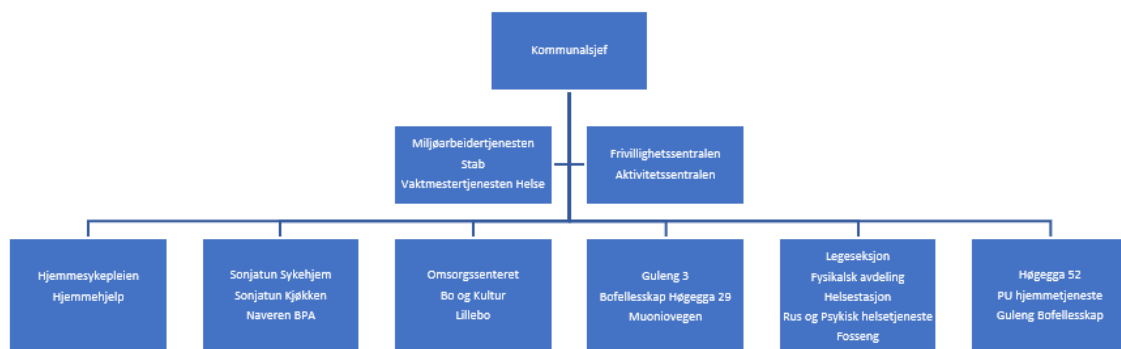 Kommunalsjef
Miljøarbeidertjenesten
Stab
Vaktmestertjenesten Helse
Frivillighetssentralen
Aktivitetssentralen
Hjemmesykepleien
Hjemmehjelp
Sonjatun Sykehjem
Sonjatun Kjøkken
Naveren BPA
Omsorgssenteret
Bo og Kultur
Lillebo
Guleng 3
Bofellesskap Høgegga 29
Muoniovegen
Legeseksjon
Fysikalsk avdeling
Helsestasjon
Rus og Psykisk helsetjeneste
Fosseng
Høgegga 52
PU hjemmetjeneste
Guleng Bofellesskap